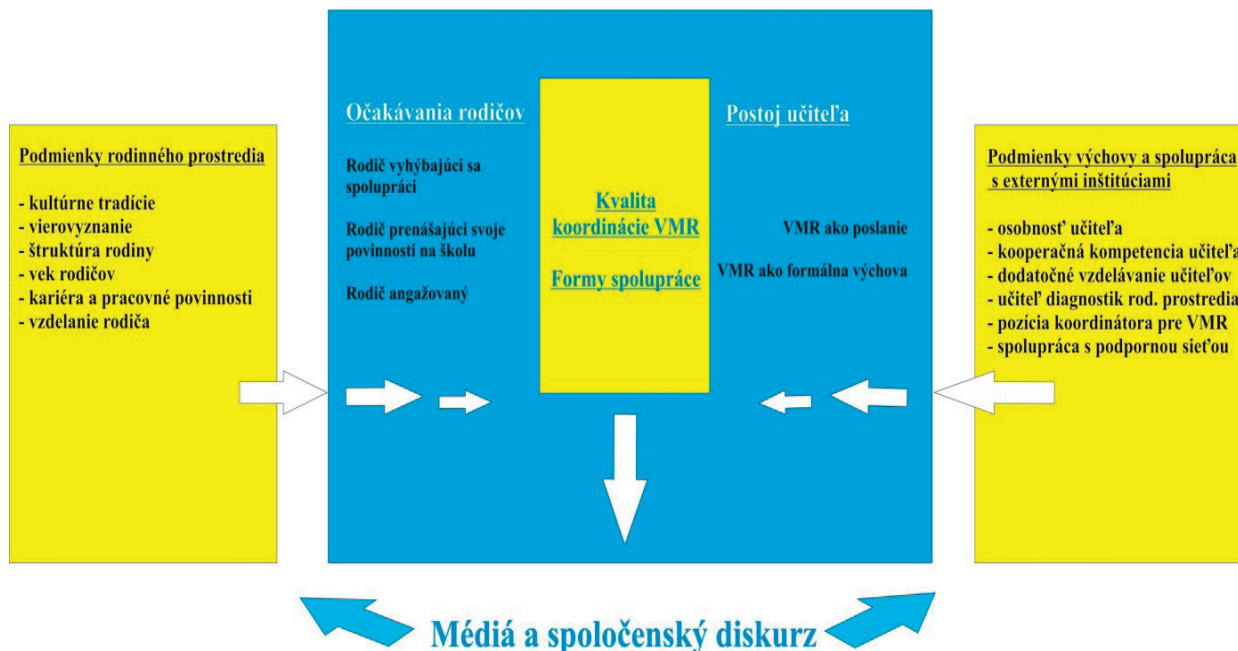 Podmienky rodinného prostredia
- kultúrne tradície
- vierovyznanie
- štruktúra rodiny
- vek rodičov
- kariéra a pracovné povinnosti
- vzdelanie rodiča
Očakávania rodičov
Rodič vyhýbajúci sa
spolupráci
Rodič prenášajúci svoje
povinnosti na školu
Rodič angažovaný
Kvalita
koordinácie VMR
Formy spolupráce
Postoj učiteľa
VMR ako poslanie
VMR ako formálna výchova
Podmienky výchovy a spolupráca
s externými inštitúciami
- osobnosť učiteľa
- kooperačná kompetencia učiteľa
- dodatočné vzdelávanie učiteľov
- učiteľ diagnostik rod. prostredia
- pozícia koordinátora pre VMR
- spolupráca s podpornou sieťou
Médiá a spoločenský diskurz